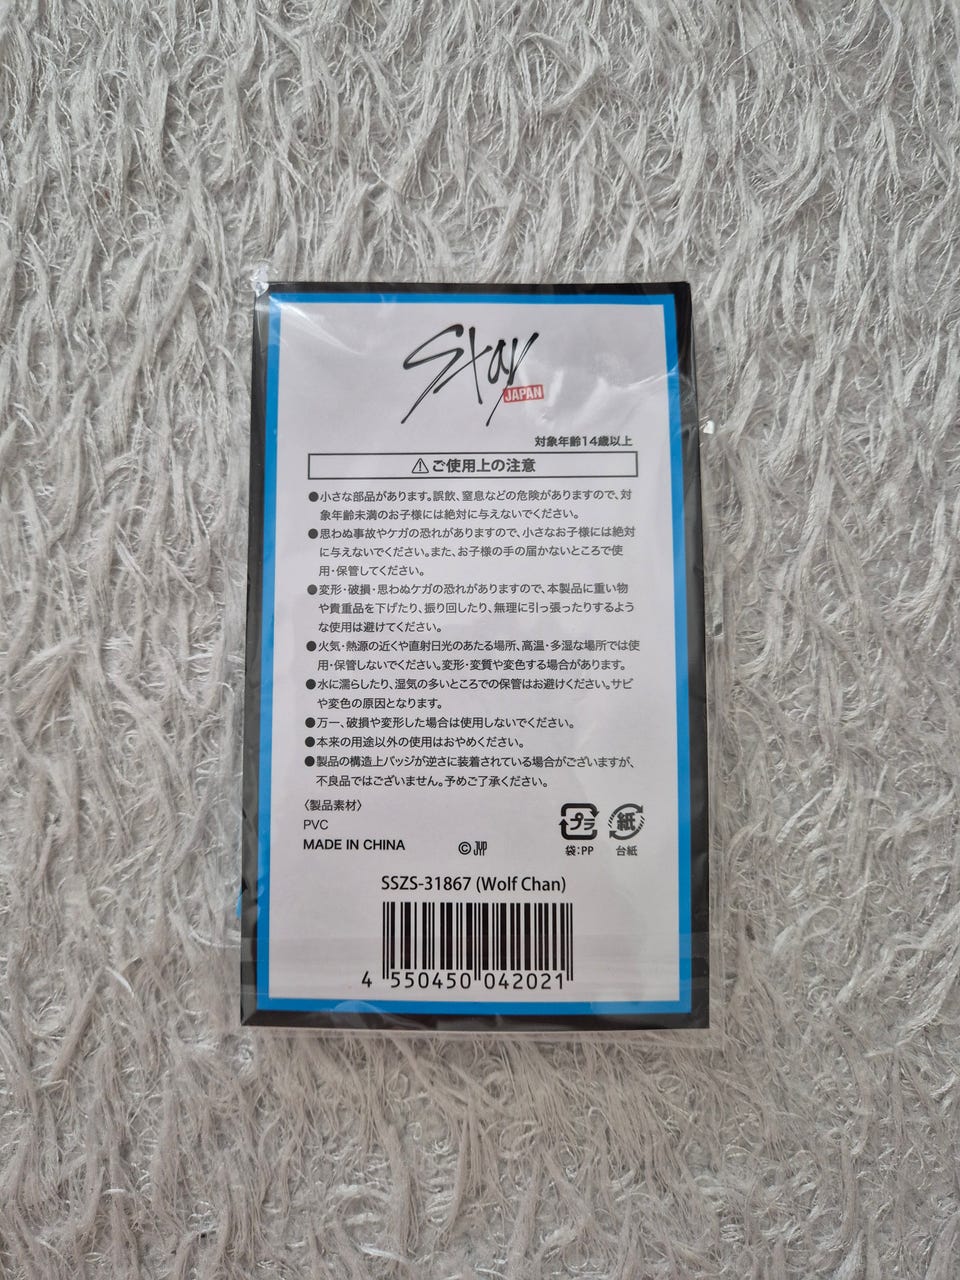 Stay
JAPAN
対象年齢14歳以上
⚠ご使用上の注意
●小さな部品があります。誤飲、窒息などの危険がありますので、対
象年齢未満のお子様には絶対に与えないでください。
●思わぬ事故やケガの恐れがありますので、小さなお子様には絶対
に与えないでください。また、お子様の手の届かないところで使
用・保管してください。
●変形・破損・思わぬケガの恐れがありますので、本製品に重い物
や貴重品を下げたり、振り回したり、無理に引っ張ったりするよう
な使用は避けてください。
●火気・熱源の近くや直射日光のあたる場所、高温・多湿な場所では使
用・保管しないでください。変形・変質や変色する場合があります。
●水に濡らしたり、湿気の多いところでの保管はお避けください。サビ
や変色の原因となります。
●万一、破損や変形した場合は使用しないでください。
●本来の用途以外の使用はおやめください。
●製品の構造上バッジが逆さに装着されている場合がございますが、
不良品ではございません。予めご了承ください。
〈製品素材〉
PVC
MADE IN CHINA
© JYP
プラ
袋:PP
紙
台紙
SSZS-31867 (Wolf Chan)
4 550450 042021